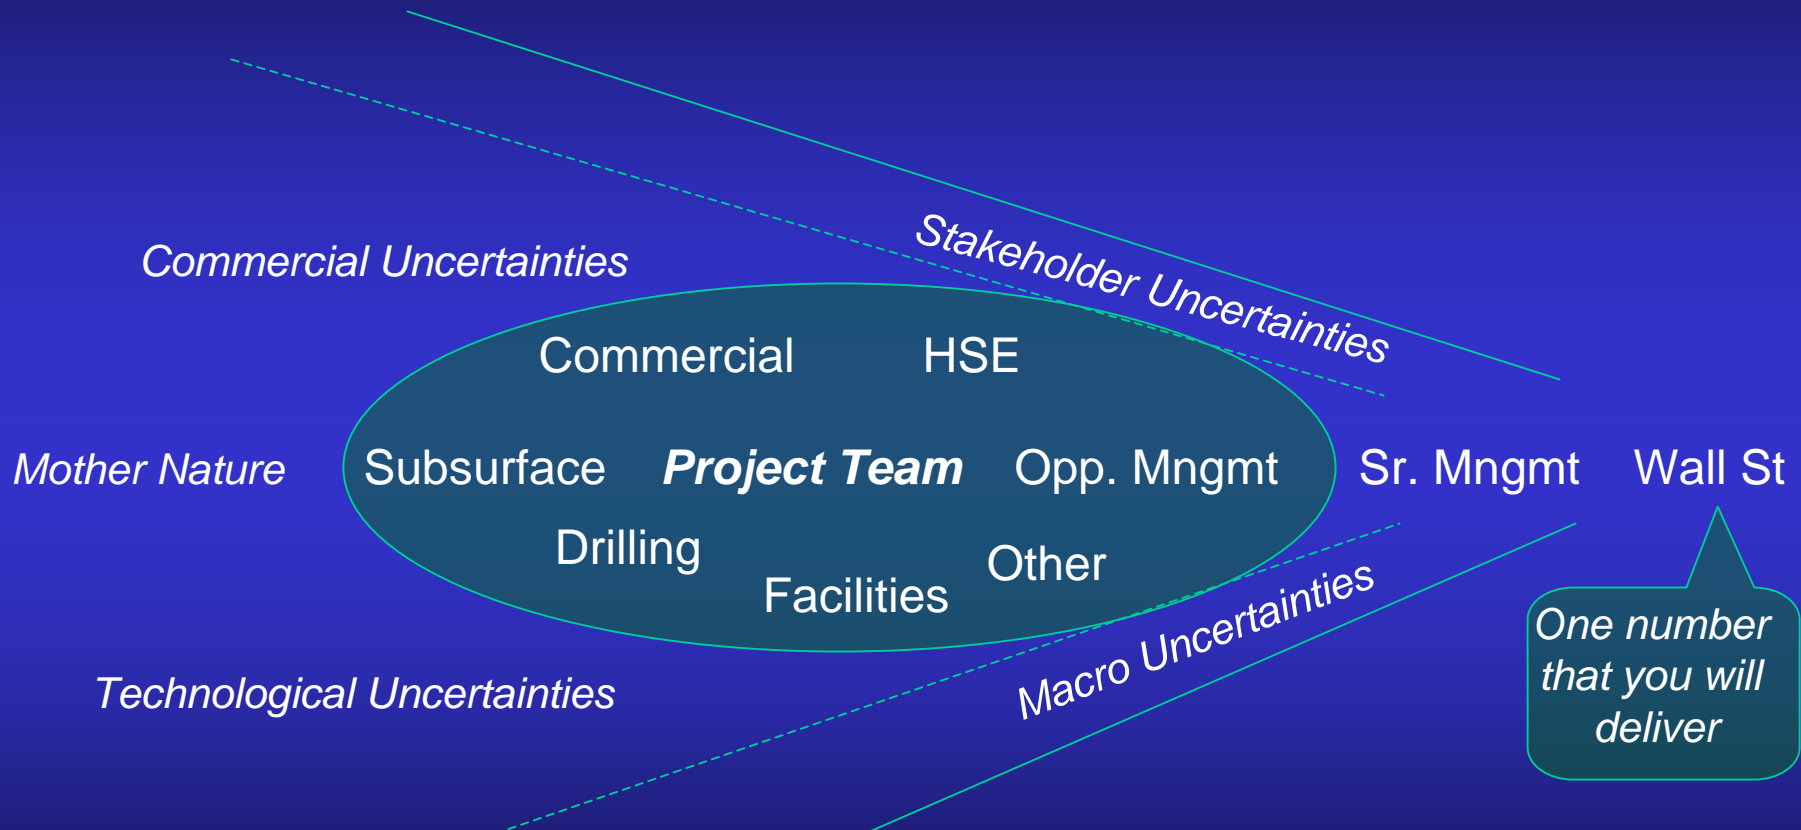 Stakeholder Uncertainties
Commercial Uncertainties
Commercial HSE
Mother Nature Subsurface Project Team Opp. Mngmt Sr. Mngmt Wall St
Drilling
Other
Facilities
Macro Uncertainties
Technological Uncertainties
One number
that you will
deliver